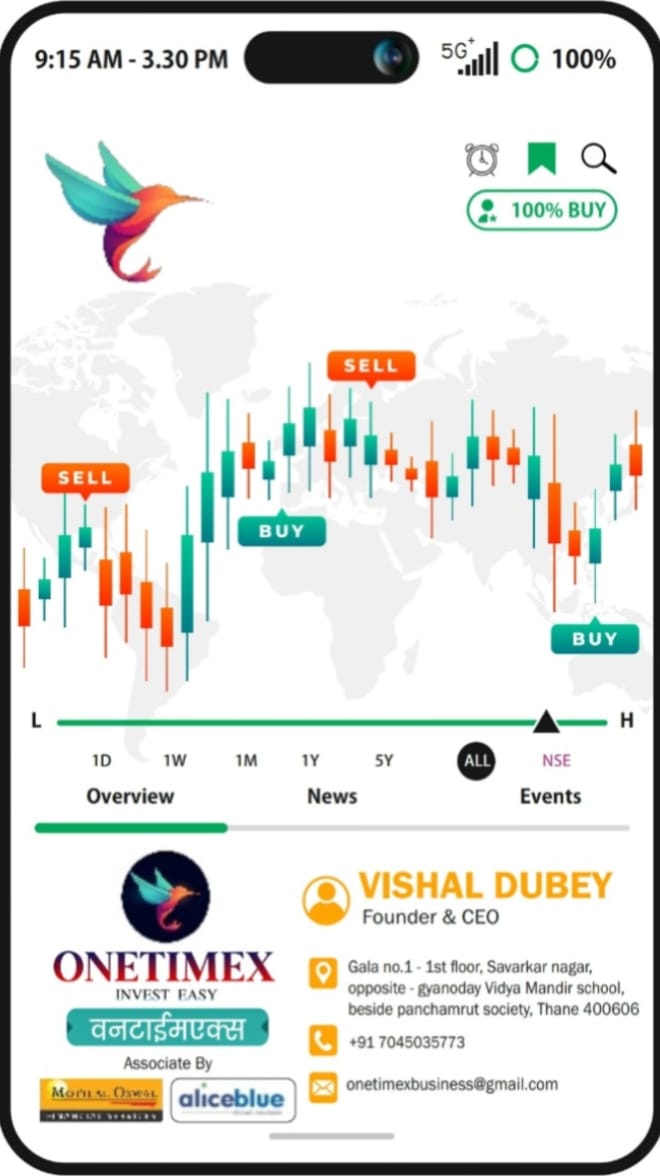 9:15 AM - 3.30 PM
5G+
100%
100% BUY
SELL
SELL
BUY
BUY
L
H
1D 1W 1M 1Y 5Y ALL NSE
Overview News Events
VISHAL DUBEY
Founder & CEO
ONETIMEX
INVEST EASY
वनटाईमएक्स
Associate By
MOTILAL OSWAL
FINANCIAL SERVICES
aliceblue
Gala no.1 - 1st floor, Savarkar nagar,
opposite - gyanoday Vidya Mandir school,
beside panchamrut society, Thane 400606
+91 7045035773
onetimexbusiness@gmail.com